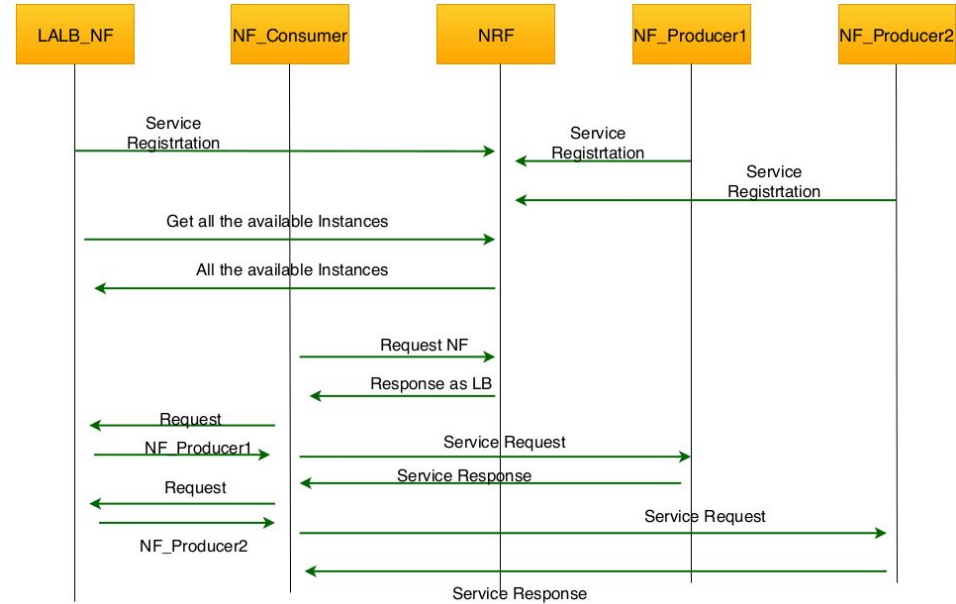 LALB_NF
NF_Consumer
NRF
NF_Producer1
NF_Producer2
Service
Registrtation
Service
Registrtation
Service
Registrtation
Get all the available Instances
All the available Instances
Request NF
Response as LB
Request
NF_Producer1
Service Request
Service Response
Request
NF_Producer2
Service Request
Service Response